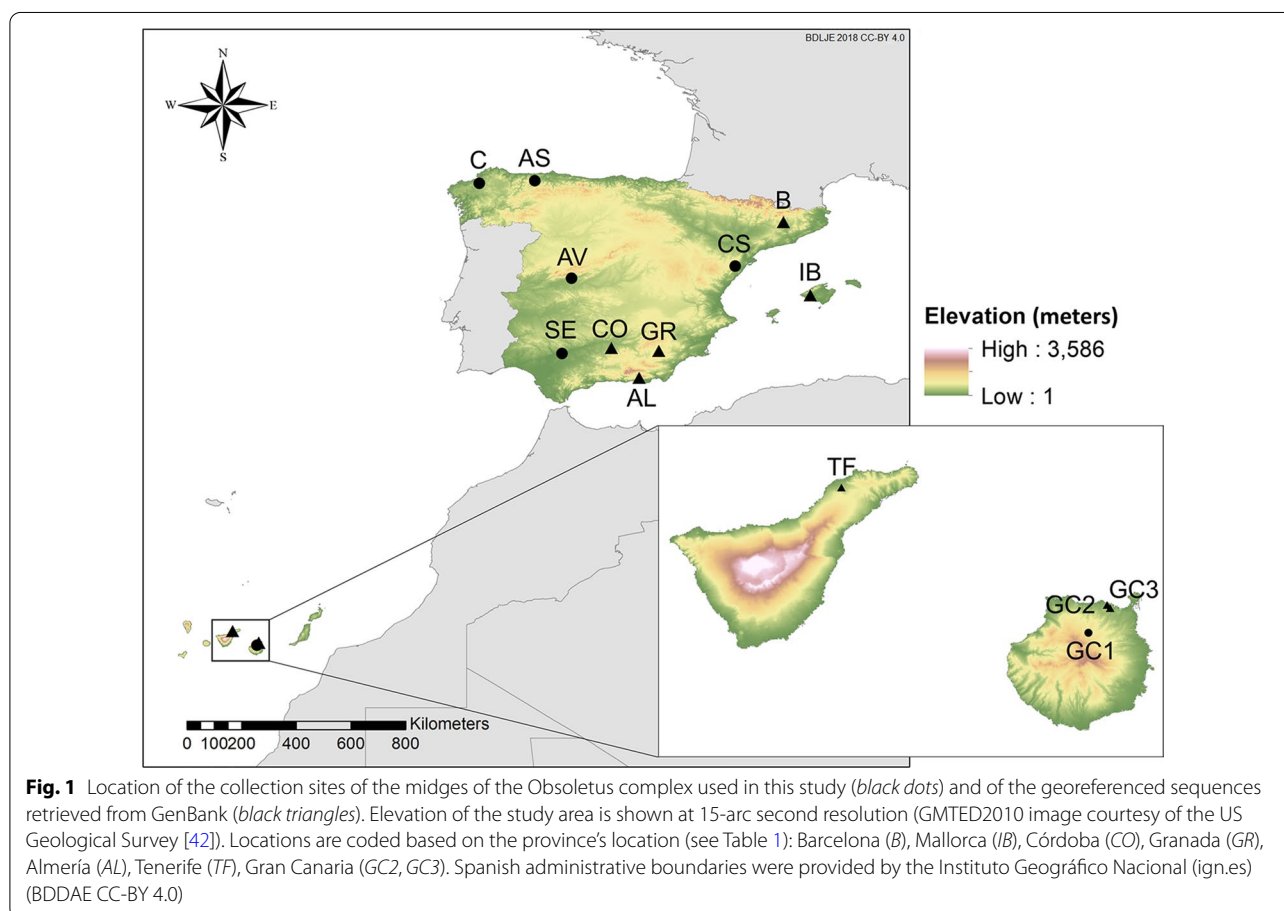 BDLJE 2018 CC-BY 4.0
N
W
E
S
C
AS
B
CS
AV
IB
SE
CO
GR
AL
Elevation (meters)
High : 3,586
Low : 1
TF
GC3
GC2
GC1
Kilometers
0 100200 400 600 800
Fig. 1 Location of the collection sites of the midges of the Obsoletus complex used in this study (black dots) and of the georeferenced sequences
retrieved from GenBank (black triangles). Elevation of the study area is shown at 15-arc second resolution (GMTED2010 image courtesy of the US
Geological Survey [42]). Locations are coded based on the province's location (see Table 1): Barcelona (B), Mallorca (IB), Córdoba (CO), Granada (GR),
Almería (AL), Tenerife (TF), Gran Canaria (GC2, GC3). Spanish administrative boundaries were provided by the Instituto Geográfico Nacional (ign.es)
(BDDAE CC-BY 4.0)